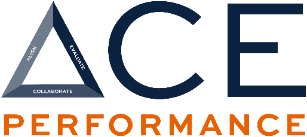 ACE
ALIGN
EVALUATE
COLLABORATE
PERFORMANCE